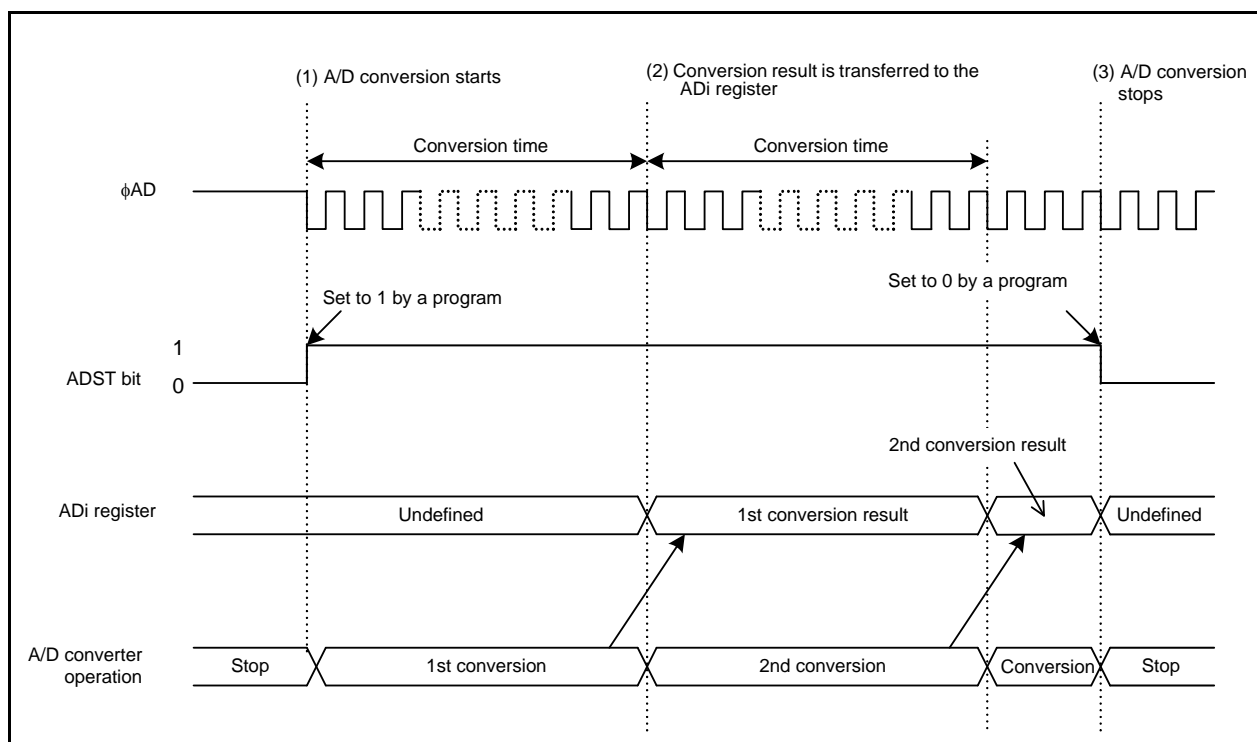 (1) A/D conversion starts
(2) Conversion result is transferred to the
ADi register
(3) A/D conversion
stops
Conversion time
Conversion time
ϕAD
Set to 1 by a program
Set to 0 by a program
1
ADST bit
0
2nd conversion result
ADi register
Undefined
1st conversion result
Undefined
A/D converter
operation
Stop
1st conversion
2nd conversion
Conversion
Stop